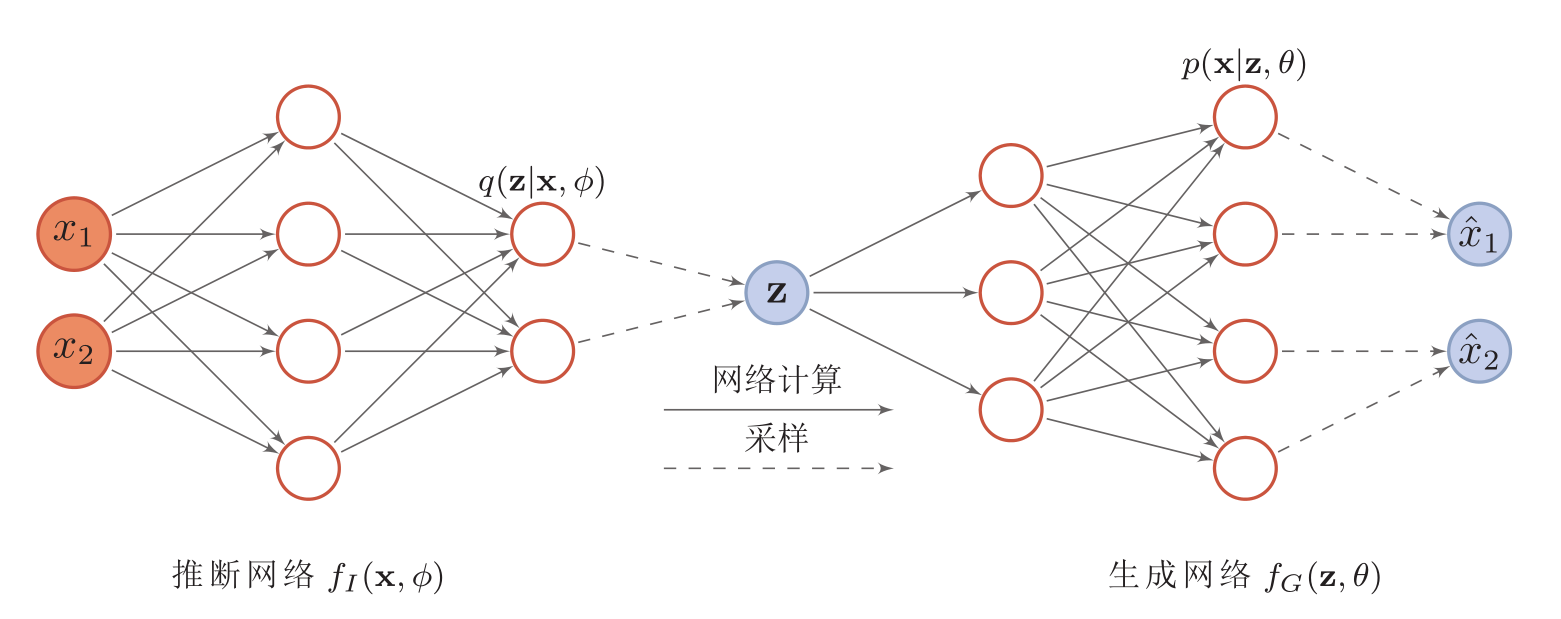 p(x|z, θ)
q(z|x, ϕ)
x₁
x̂₁
z
x₂
x̂₂
网络计算
采样
推断网络 f_I(x, ϕ)
生成网络 f_G(z, θ)